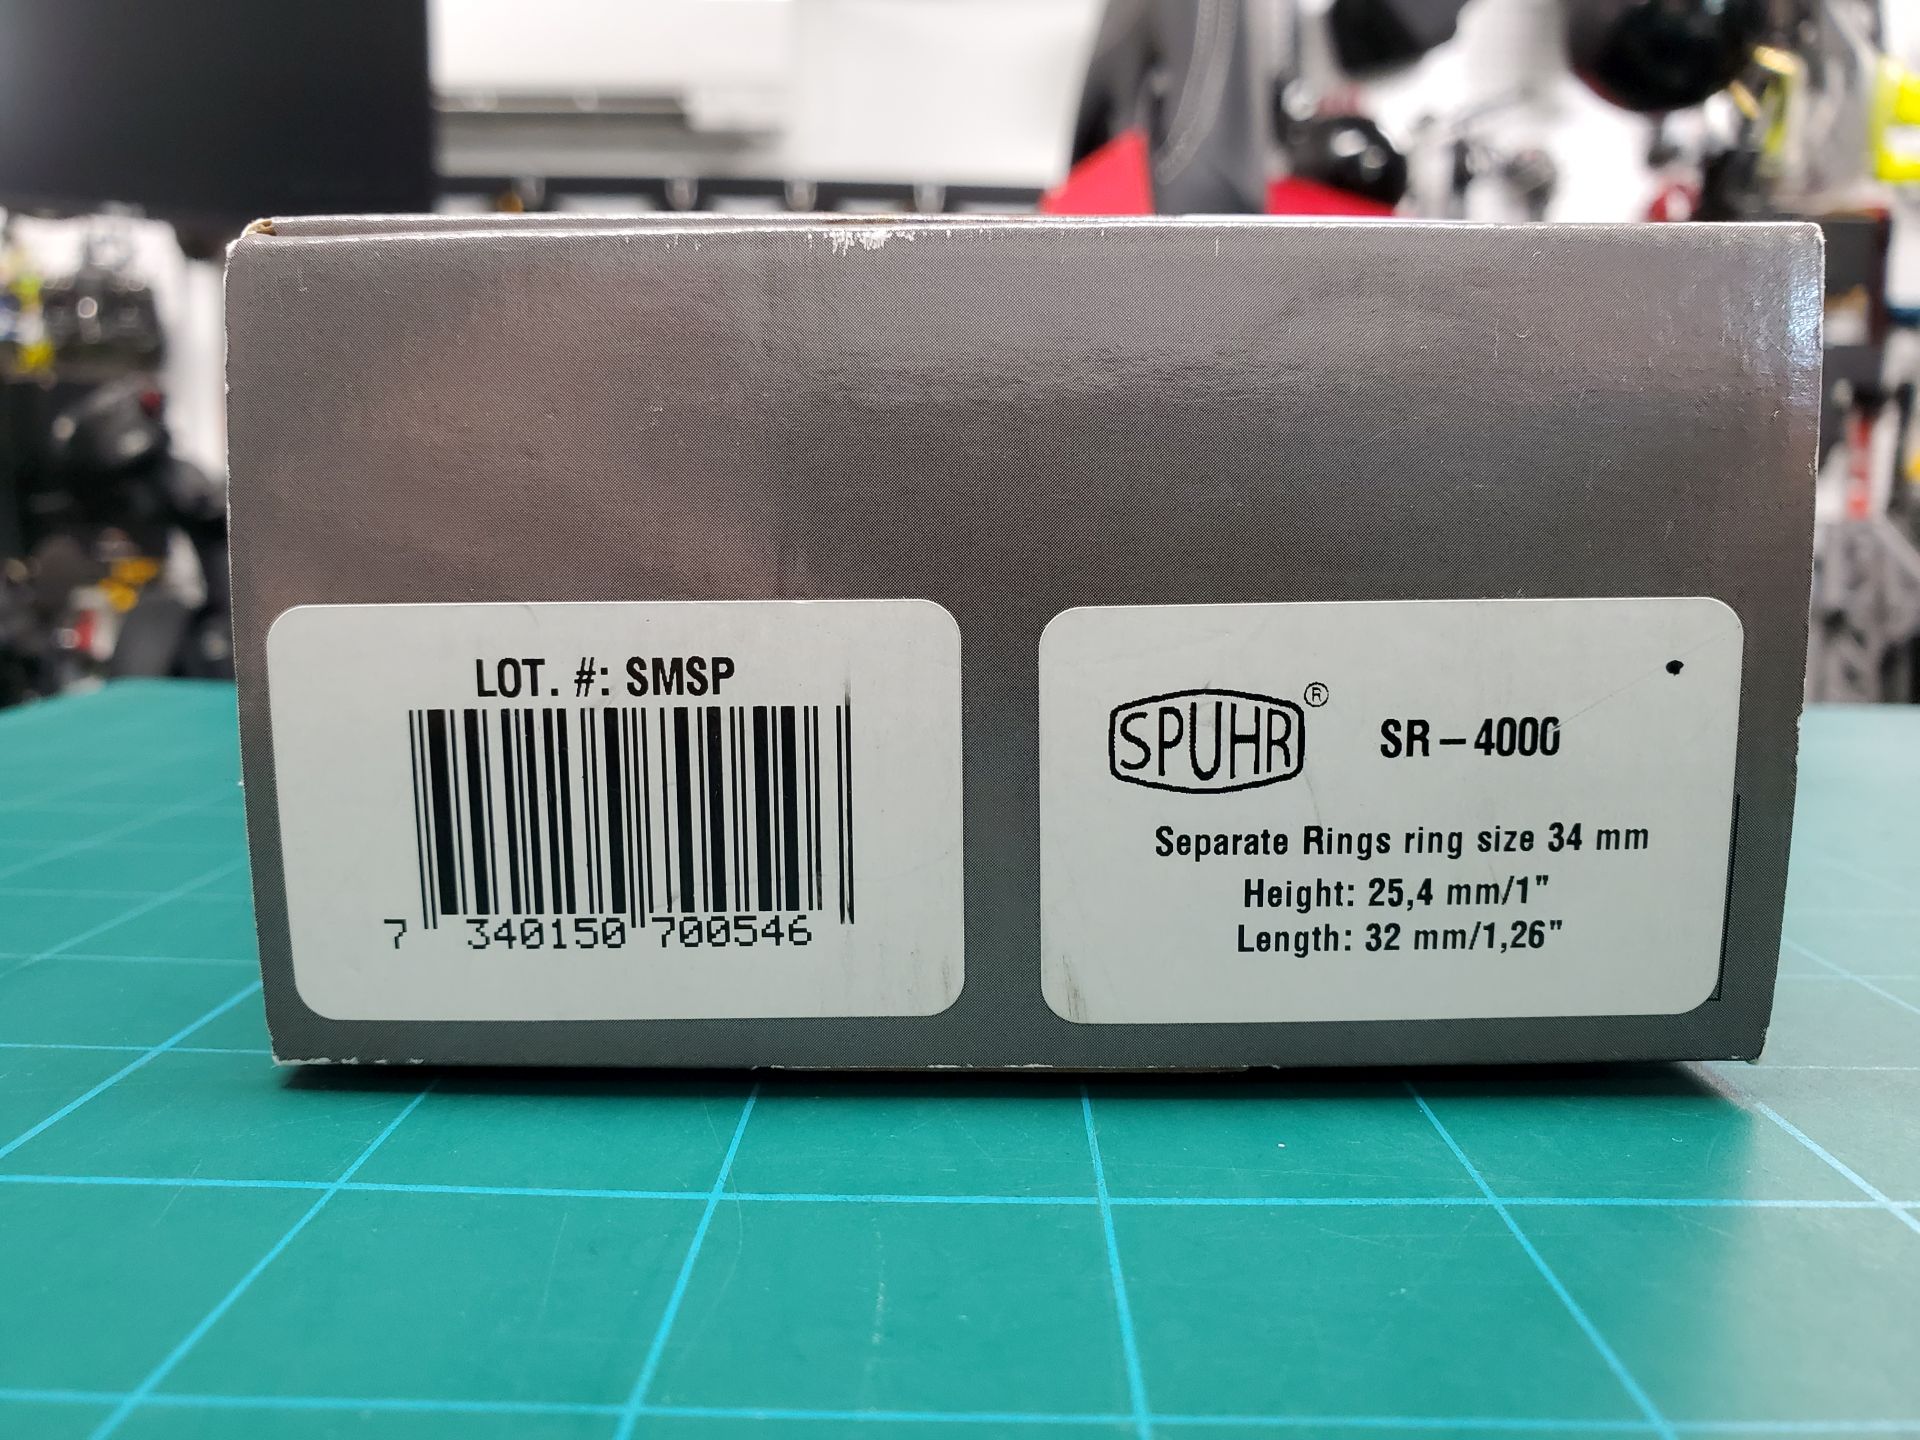 LOT. #: SMSP
7 340150 700546
SPUHR® SR-4000
Separate Rings ring size 34 mm
Height: 25,4 mm/1"
Length: 32 mm/1,26"